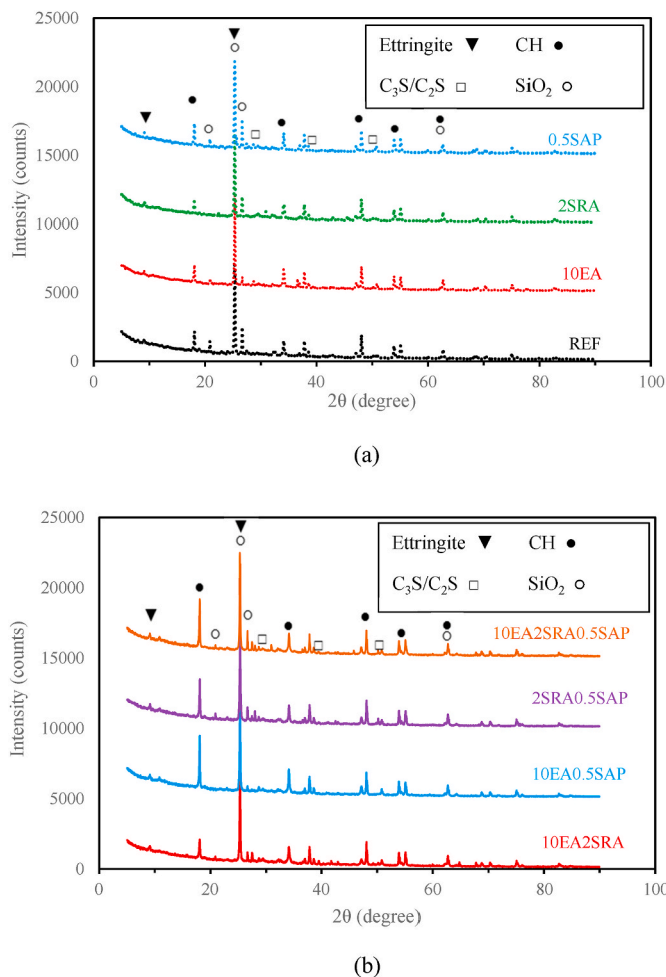 25000
Ettringite ▼ CH ●
20000
C₃S/C₂S □ SiO₂ ○
0.5SAP
15000
2SRA
10000
10EA
5000
REF
0
0 20 40 60 80 100
Intensity (counts)
2θ (degree)
(a)
25000
Ettringite ▼ CH ●
20000
C₃S/C₂S □ SiO₂ ○
10EA2SRA0.5SAP
15000
2SRA0.5SAP
10000
10EA0.5SAP
5000
10EA2SRA
0
0 20 40 60 80 100
Intensity (counts)
2θ (degree)
(b)